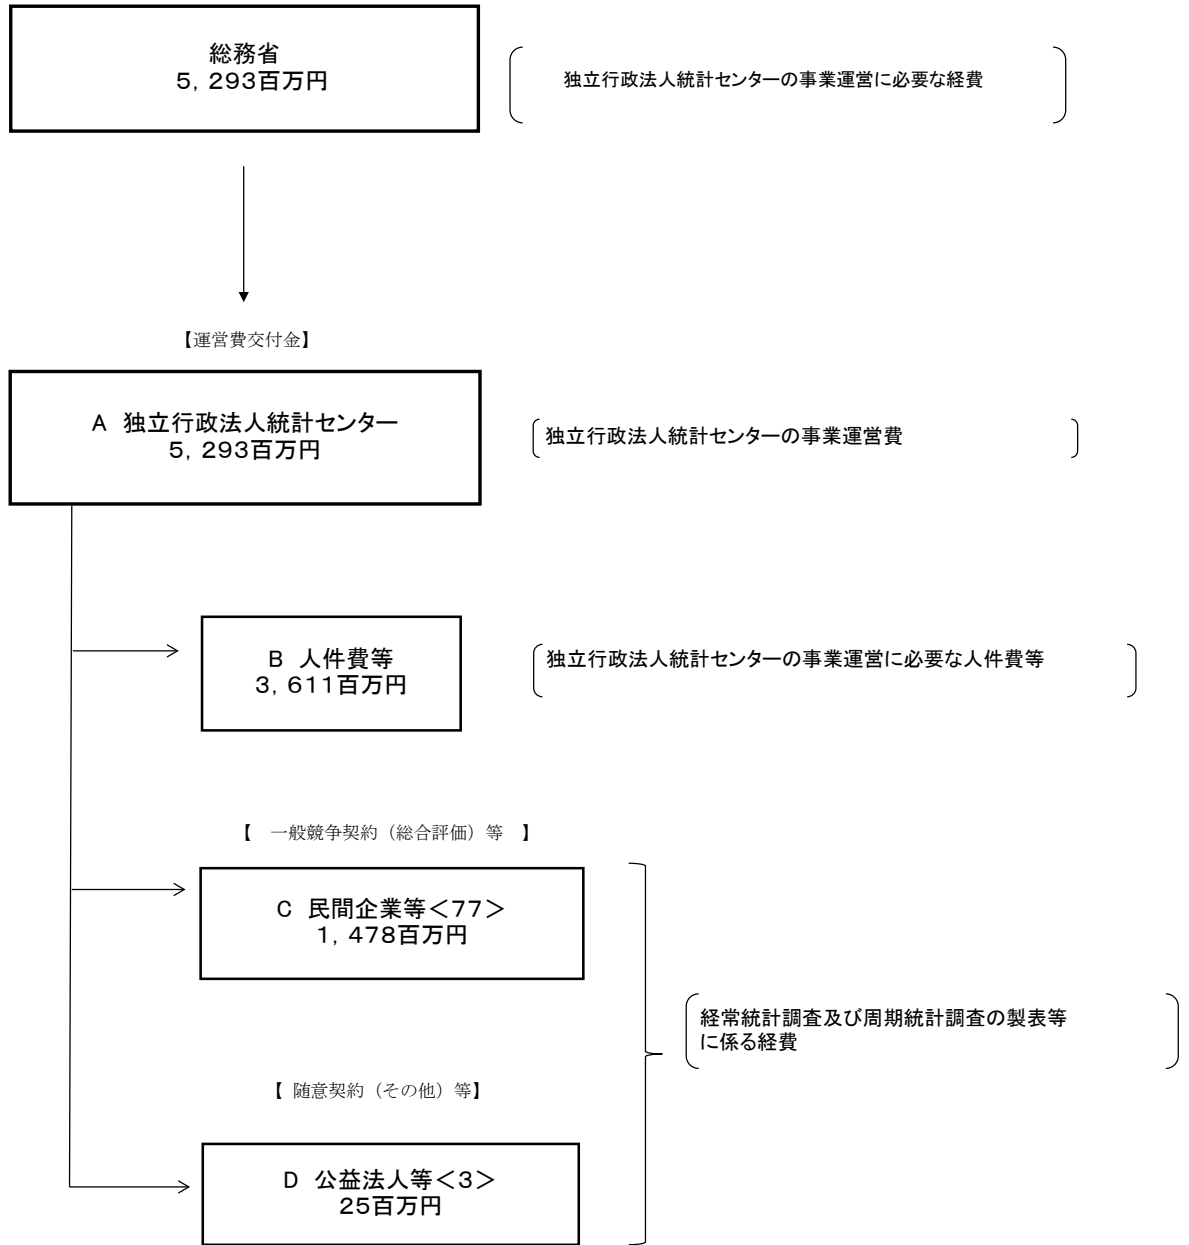 総務省
5,293百万円
独立行政法人統計センターの事業運営に必要な経費
【運営費交付金】
A 独立行政法人統計センター
5,293百万円
独立行政法人統計センターの事業運営費
B 人件費等
3,611百万円
独立行政法人統計センターの事業運営に必要な人件費等
【 一般競争契約（総合評価）等 】
C 民間企業等＜77＞
1,478百万円
経常統計調査及び周期統計調査の製表等
に係る経費
【 随意契約（その他）等】
D 公益法人等＜3＞
25百万円